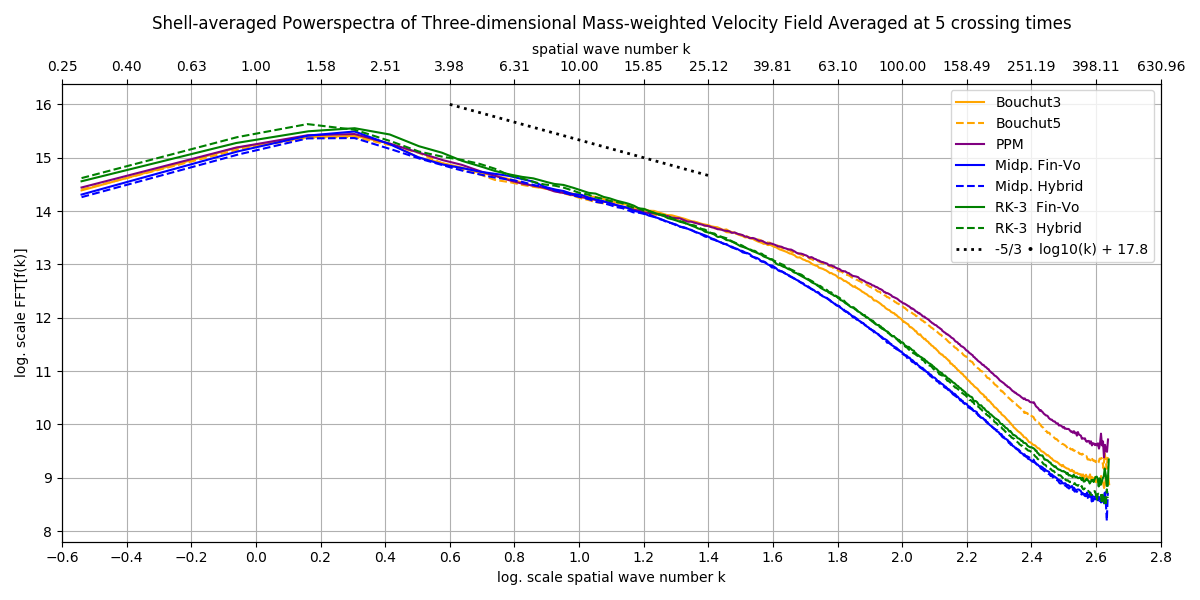 Shell-averaged Powerspectra of Three-dimensional Mass-weighted Velocity Field Averaged at 5 crossing times
spatial wave number k
0.25 0.40 0.63 1.00 1.58 2.51 3.98 6.31 10.00 15.85 25.12 39.81 63.10 100.00 158.49 251.19 398.11 630.96
Bouchut3
Bouchut5
PPM
Midp. Fin-Vo
Midp. Hybrid
RK-3 Fin-Vo
RK-3 Hybrid
-5/3 • log10(k) + 17.8
log. scale FFT[f(k)]
16
15
14
13
12
11
10
9
8
−0.6 −0.4 −0.2 0.0 0.2 0.4 0.6 0.8 1.0 1.2 1.4 1.6 1.8 2.0 2.2 2.4 2.6 2.8
log. scale spatial wave number k